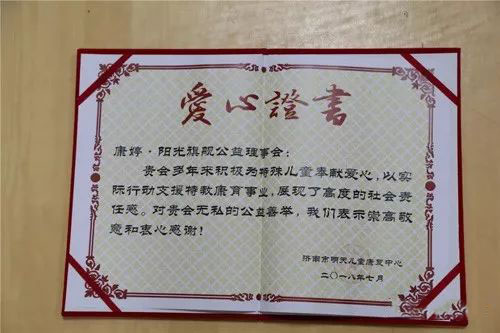 愛心證書
康婷·阳光旗舰公益理事会：
贵会多年来积极为特殊儿童奉献爱心，以实
际行动支援特教康育事业，展现了高度的社会责
任感。对贵会无私的公益善举，我们表示崇高敬
意和衷心感谢！
济南市明天儿童康复中心
二〇一八年七月